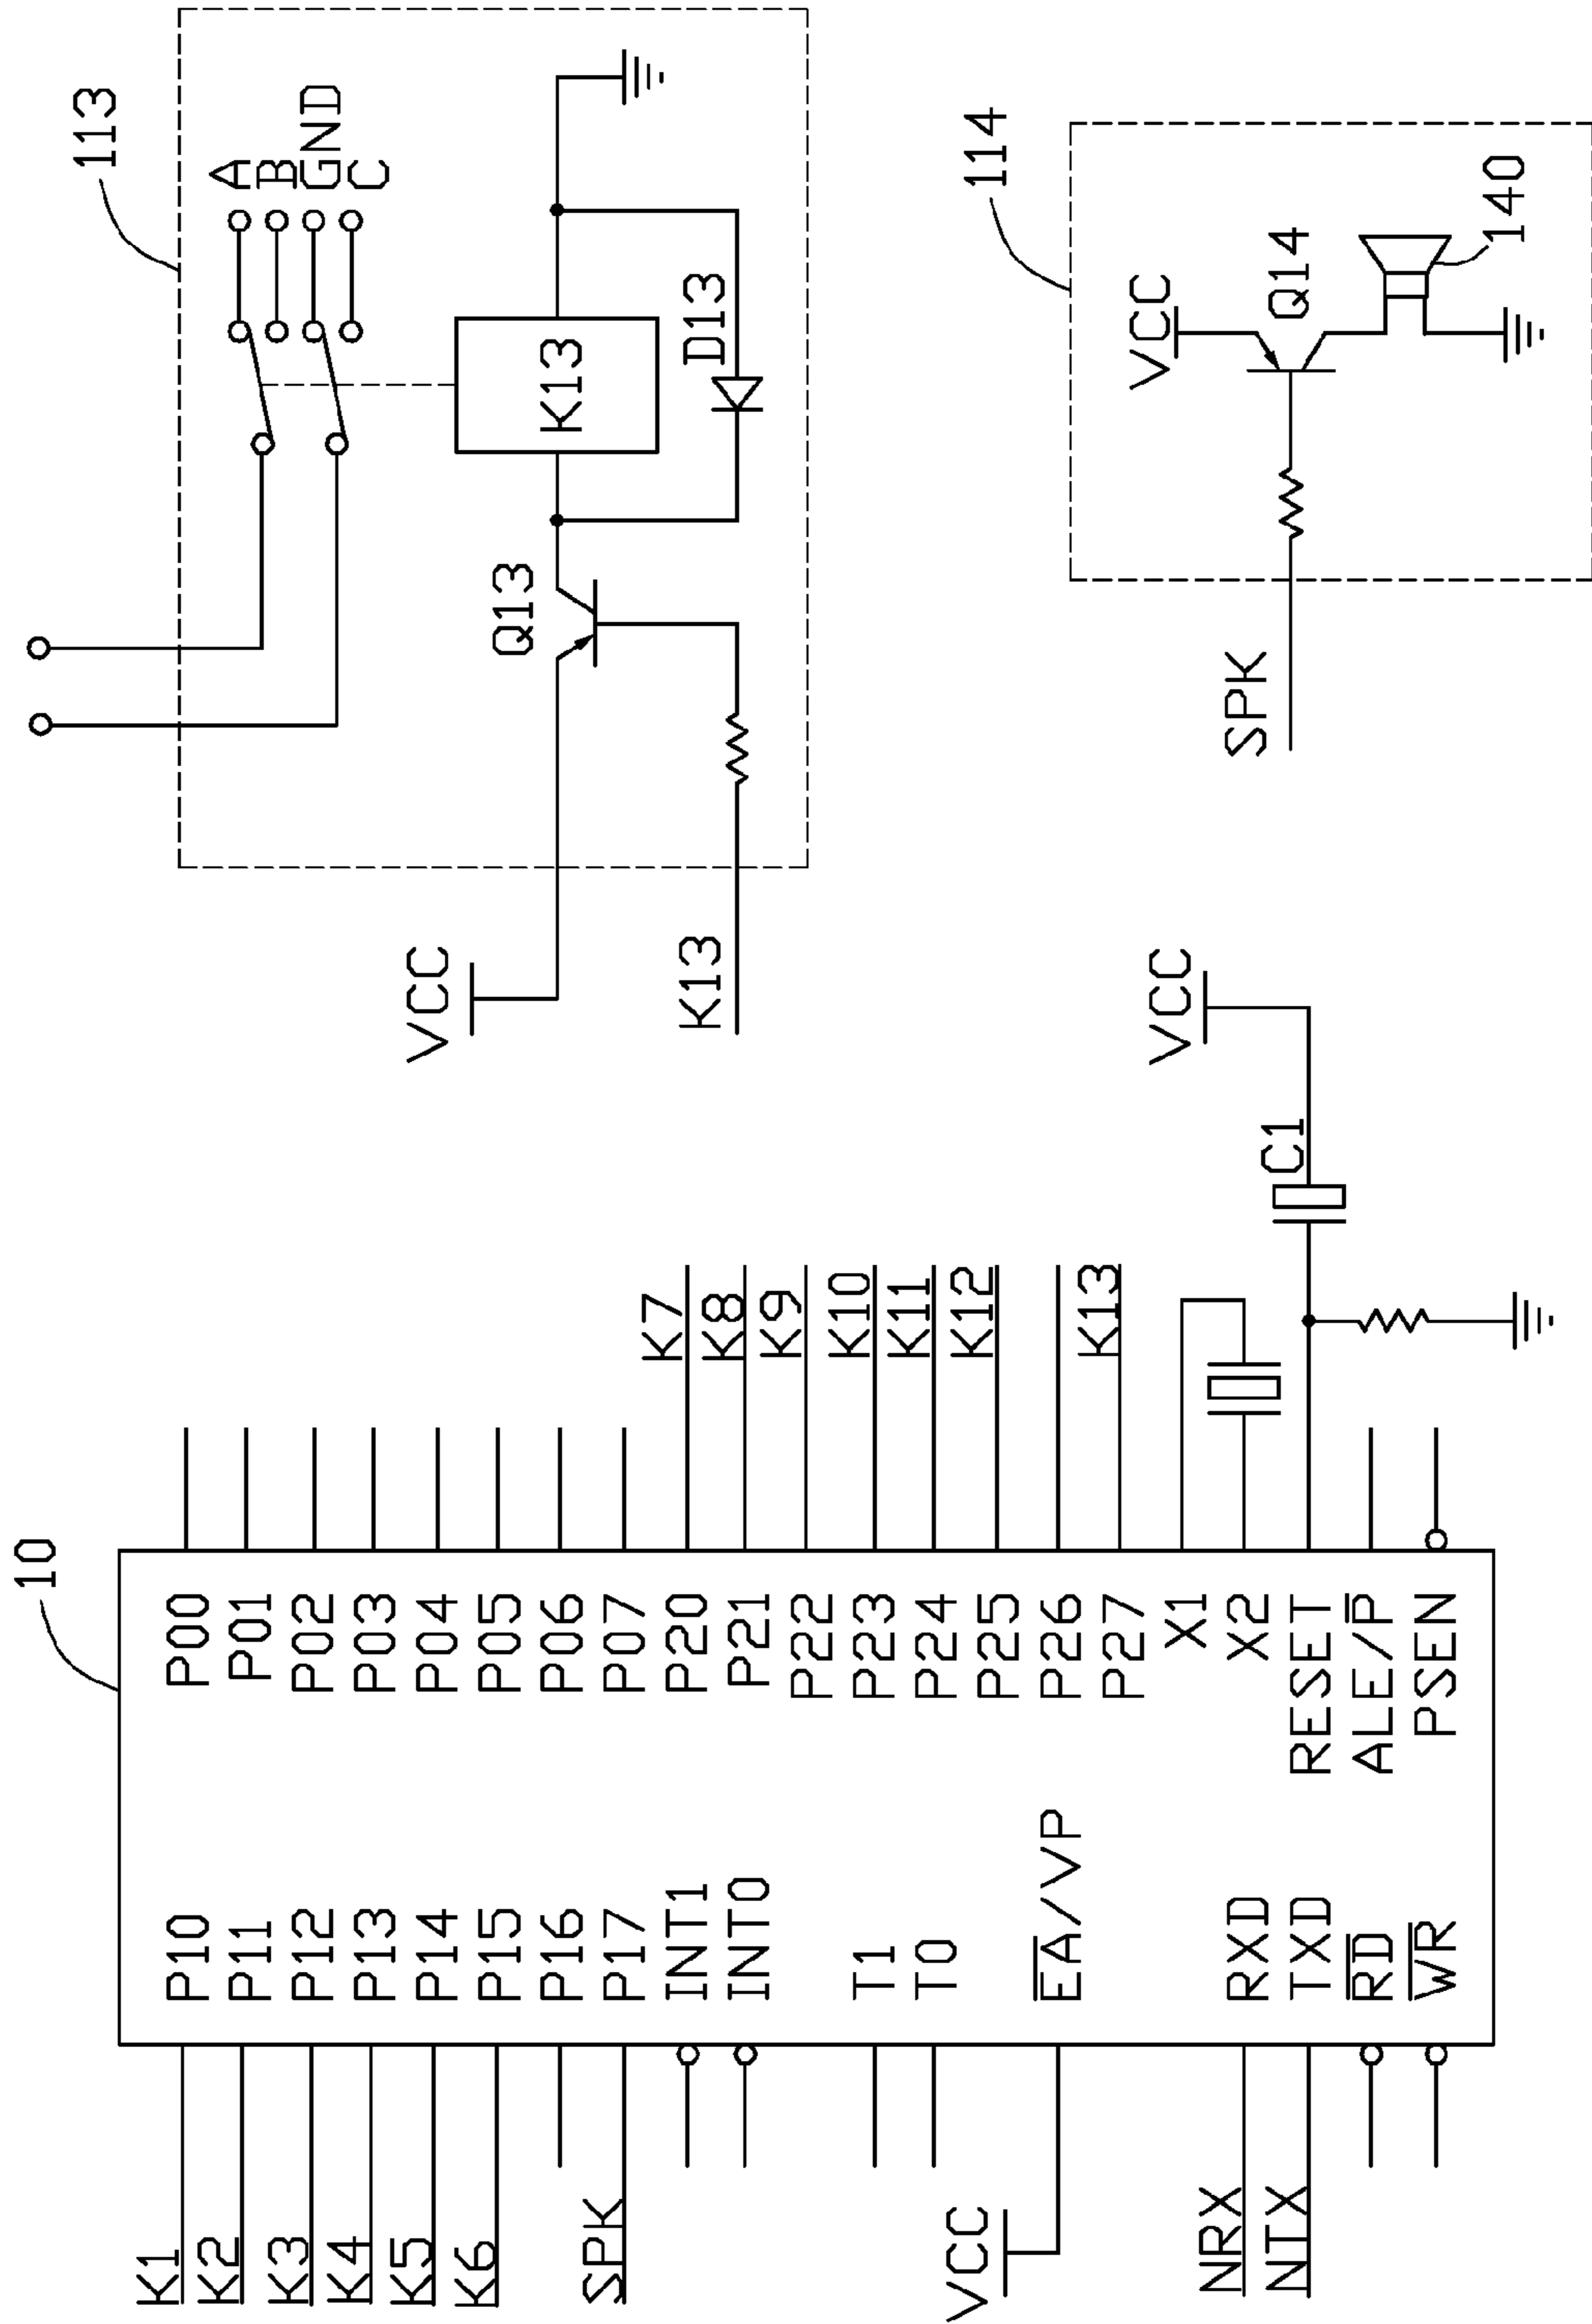 10
P10
P11
P12
P13
P14
P15
P16
P17
INT1
INT0
T1
T0
EA/VP
RXD
TXD
RD
WR
P00
P01
P02
P03
P04
P05
P06
P07
P20
P21
P22
P23
P24
P25
P26
P27
X1
X2
RESET
ALE/P
PSEN
K1
K2
K3
K4
K5
K6
SPK
VCC
NRX
NTX
K7
K8
K9
K10
K11
K12
K13
C1
VCC
113
A
B
GND
C
VCC
Q13
K13
D13
K13
114
VCC
Q14
140
SPK